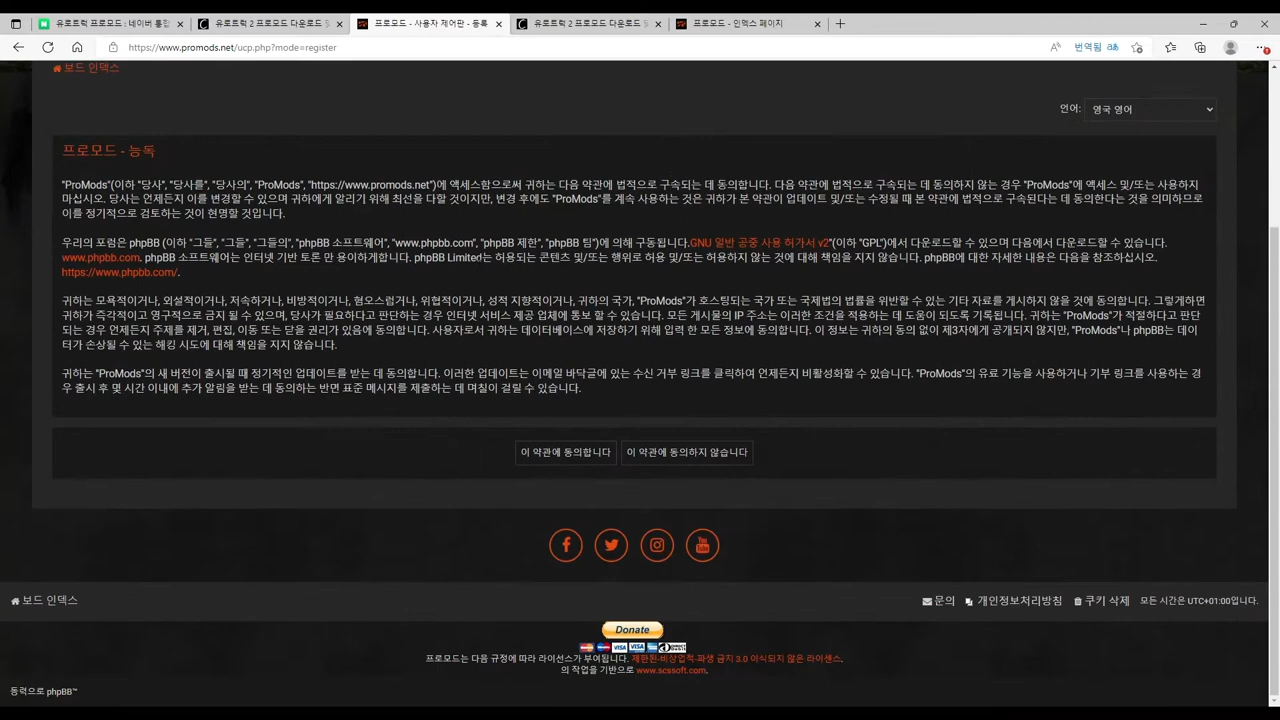 유로트럭 프로모드 : 네이버 통합
유로트럭 2 프로모드 다운로드 및
프로모드 - 사용자 제어판 - 등록
유로트럭 2 프로모드 다운로드 및
프로모드 - 인덱스 페이지
https://www.promods.net/ucp.php?mode=register
번역됨
보드 인덱스
언어: 영국 영어
프로모드 - 능독
"ProMods"(이하 "당사", "당사를", "당사의", "ProMods", "https://www.promods.net")에 액세스함으로써 귀하는 다음 약관에 법적으로 구속되는 데 동의합니다. 다음 약관에 법적으로 구속되는 데 동의하지 않는 경우 "ProMods"에 액세스 및/또는 사용하지
마십시오. 당사는 언제든지 이를 변경할 수 있으며 귀하에게 알리기 위해 최선을 다할 것이지만, 변경 후에도 "ProMods"를 계속 사용하는 것은 귀하가 본 약관이 업데이트 및/또는 수정될 때 본 약관에 법적으로 구속된다는 데 동의한다는 것을 의미하므로
이를 정기적으로 검토하는 것이 현명할 것입니다.
우리의 포럼은 phpBB (이하 "그들", "그들", "그들의", "phpBB 소프트웨어", "www.phpbb.com", "phpBB 제한", "phpBB 팀")에 의해 구동됩니다.GNU 일반 공중 사용 허가서 v2"(이하 "GPL")에서 다운로드할 수 있으며 다음에서 다운로드할 수 있습니다.
www.phpbb.com. phpBB 소프트웨어는 인터넷 기반 토론 만 용이하게합니다. phpBB Limited는 허용되는 콘텐츠 및/또는 행위로 허용 및/또는 허용하지 않는 것에 대해 책임을 지지 않습니다. phpBB에 대한 자세한 내용은 다음을 참조하십시오.
https://www.phpbb.com/.
귀하는 모욕적이거나, 외설적이거나, 저속하거나, 비방적이거나, 혐오스럽거나, 위협적이거나, 성적 지향적이거나, 귀하의 국가, "ProMods"가 호스팅되는 국가 또는 국제법의 법률을 위반할 수 있는 기타 자료를 게시하지 않을 것에 동의합니다. 그렇게하면
귀하가 즉각적이고 영구적으로 금지 될 수 있으며, 당사가 필요하다고 판단하는 경우 인터넷 서비스 제공 업체에 통보 할 수 있습니다. 모든 게시물의 IP 주소는 이러한 조건을 적용하는 데 도움이 되도록 기록됩니다. 귀하는 "ProMods"가 적절하다고 판단
되는 경우 언제든지 주제를 제거, 편집, 이동 또는 닫을 권리가 있음에 동의합니다. 사용자로서 귀하는 데이터베이스에 저장하기 위해 입력 한 모든 정보에 동의합니다. 이 정보는 귀하의 동의 없이 제3자에게 공개되지 않지만, "ProMods"나 phpBB는 데이
터가 손상될 수 있는 해킹 시도에 대해 책임을 지지 않습니다.
귀하는 "ProMods"의 새 버전이 출시될 때 정기적인 업데이트를 받는 데 동의합니다. 이러한 업데이트는 이메일 바닥글에 있는 수신 거부 링크를 클릭하여 언제든지 비활성화할 수 있습니다. "ProMods"의 유료 기능을 사용하거나 기부 링크를 사용하는 경
우 출시 후 몇 시간 이내에 추가 알림을 받는 데 동의하는 반면 표준 메시지를 제출하는 데 며칠이 걸릴 수 있습니다.
이 약관에 동의합니다 이 약관에 동의하지 않습니다
보드 인덱스 문의 개인정보처리방침 쿠키 삭제 모든 시간은 UTC+01:00입니다.
Donate
프로모드는 다음 규정에 따라 라이선스가 부여됩니다. 제한된-비상업적-파생 금지 3.0 이식되지 않은 라이센스.
의 작업을 기반으로 www.scssoft.com.
동력으로 phpBB™